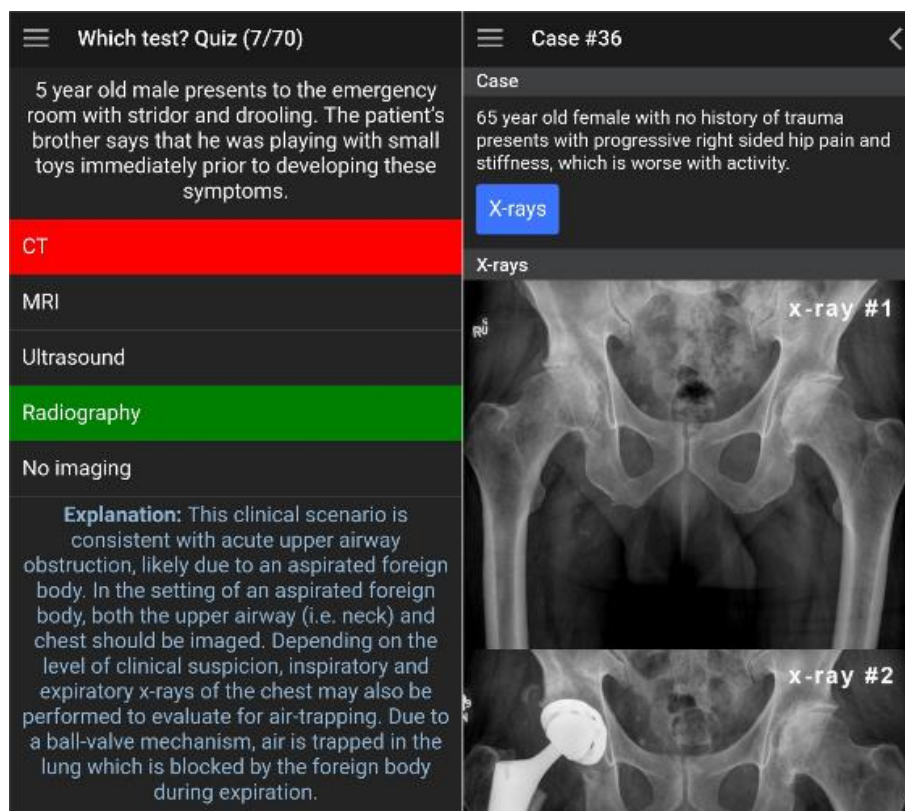 Which test? Quiz (7/70)
5 year old male presents to the emergency
room with stridor and drooling. The patient's
brother says that he was playing with small
toys immediately prior to developing these
symptoms.
CT
MRI
Ultrasound
Radiography
No imaging
Explanation: This clinical scenario is
consistent with acute upper airway
obstruction, likely due to an aspirated foreign
body. In the setting of an aspirated foreign
body, both the upper airway (i.e. neck) and
chest should be imaged. Depending on the
level of clinical suspicion, inspiratory and
expiratory x-rays of the chest may also be
performed to evaluate for air-trapping. Due to
a ball-valve mechanism, air is trapped in the
lung which is blocked by the foreign body
during expiration.
Case #36
Case
65 year old female with no history of trauma
presents with progressive right sided hip pain and
stiffness, which is worse with activity.
X-rays
X-rays
x-ray #1
x-ray #2